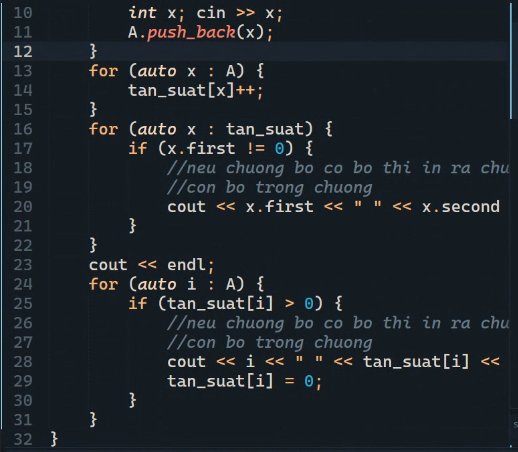 10 int x; cin >> x;
11 A.push_back(x);
12 }
13 for (auto x : A) {
14 tan_suat[x]++;
15 }
16 for (auto x : tan_suat) {
17 if (x.first != 0) {
18 //neu chuong bo co bo thi in ra chu
19 //con bo trong chuong
20 cout << x.first << " " << x.second
21 }
22 }
23 cout << endl;
24 for (auto i : A) {
25 if (tan_suat[i] > 0) {
26 //neu chuong bo co bo thi in ra chu
27 //con bo trong chuong
28 cout << i << " " << tan_suat[i] <<
29 tan_suat[i] = 0;
30 }
31 }
32 }